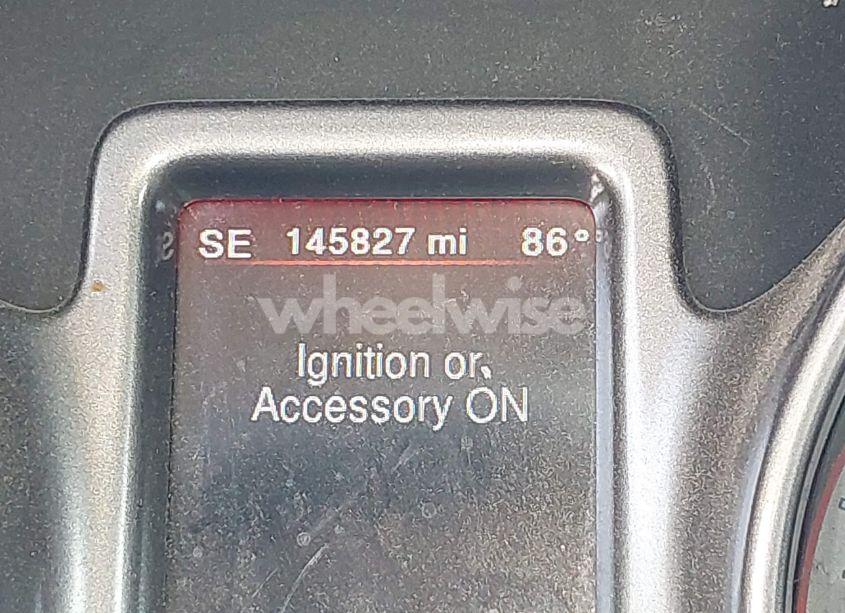 SE 145827 mi 86°
wheelwise
Ignition or
Accessory ON